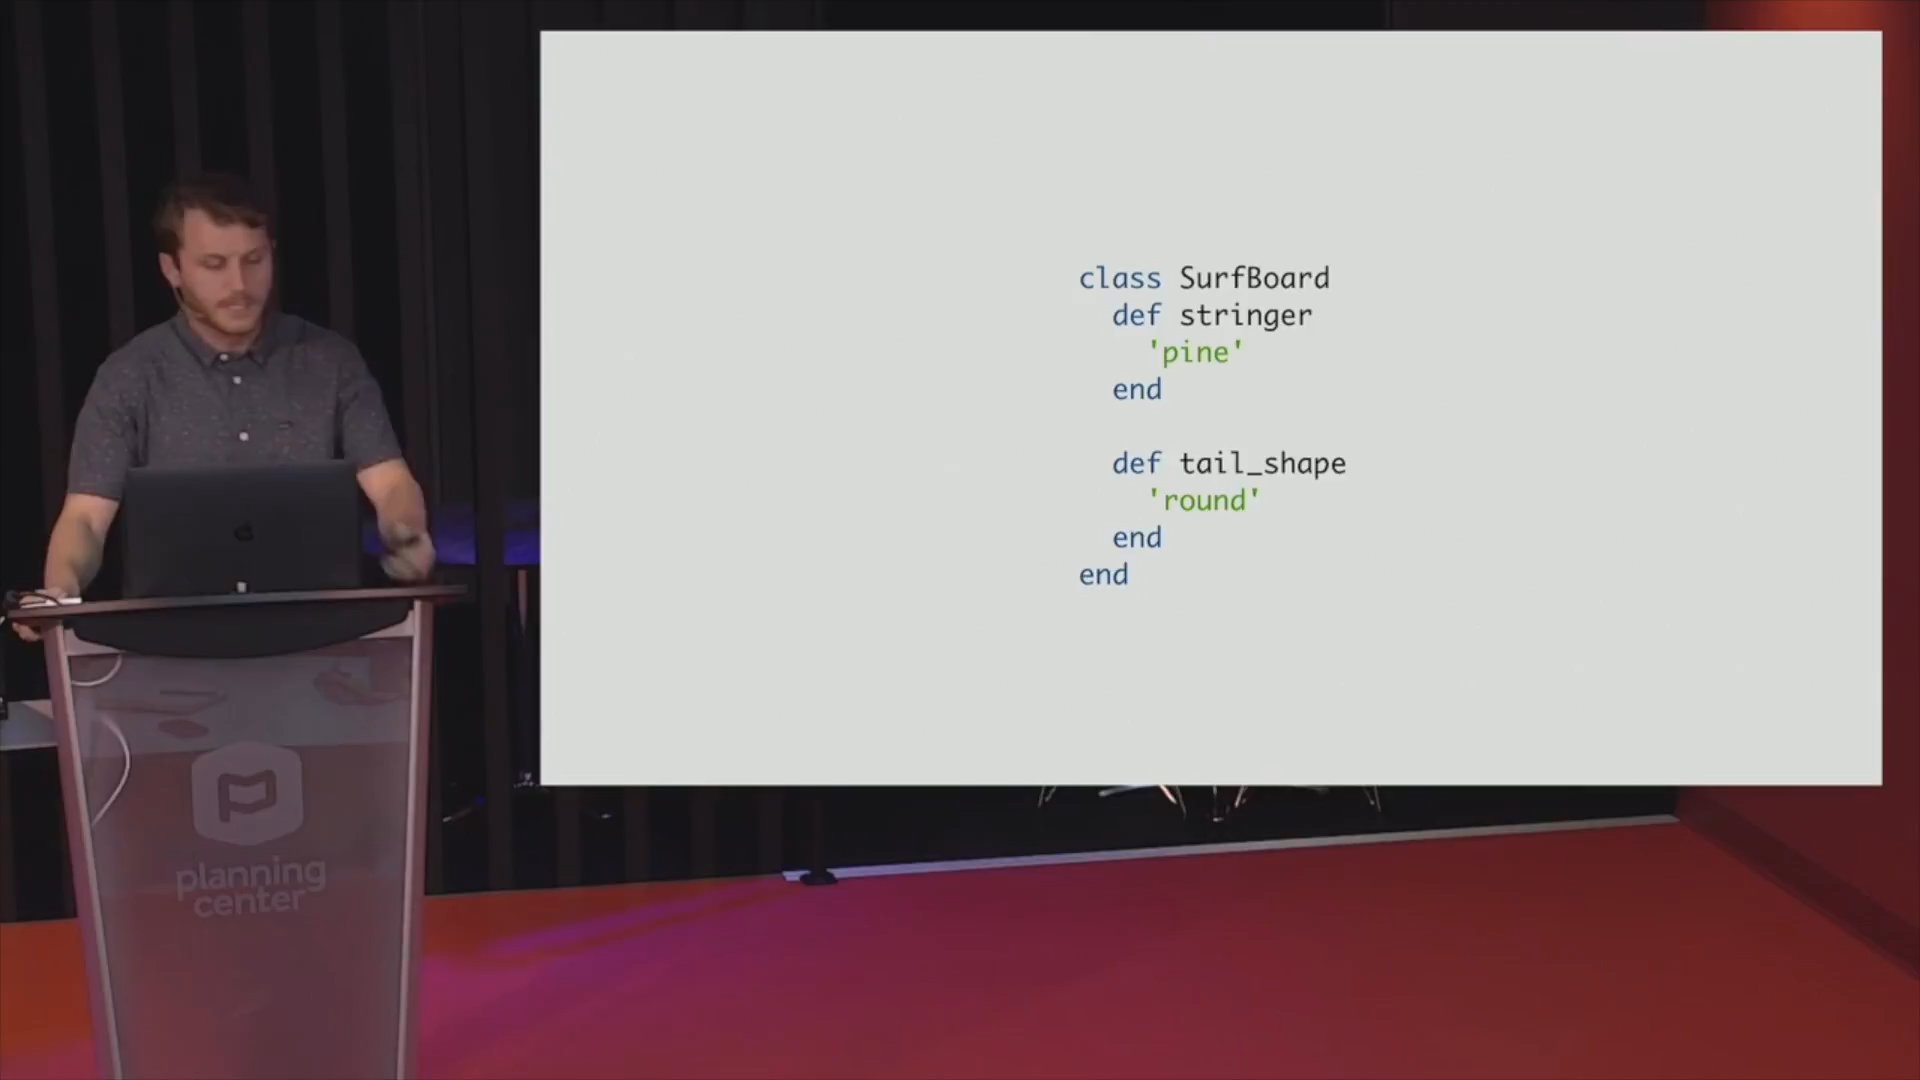 class SurfBoard
def stringer
'pine'
end
def tail_shape
'round'
end
end
planning
center